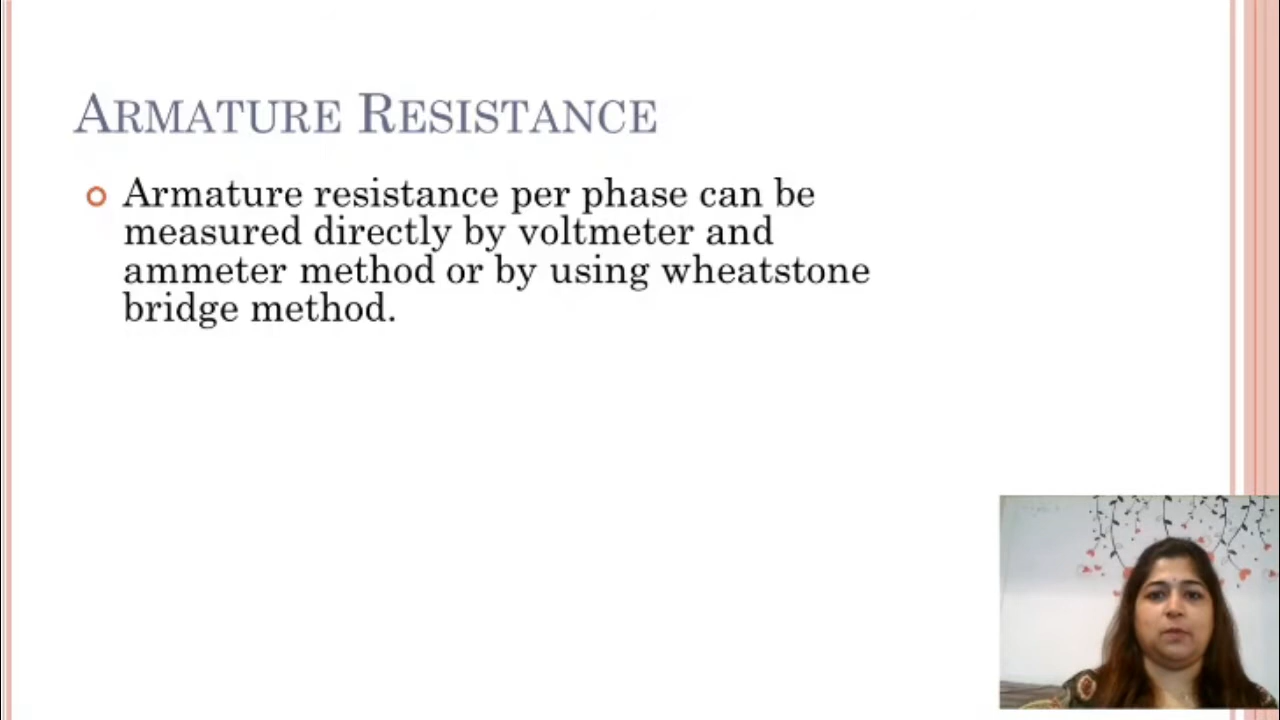 Armature Resistance
Armature resistance per phase can be
measured directly by voltmeter and
ammeter method or by using wheatstone
bridge method.